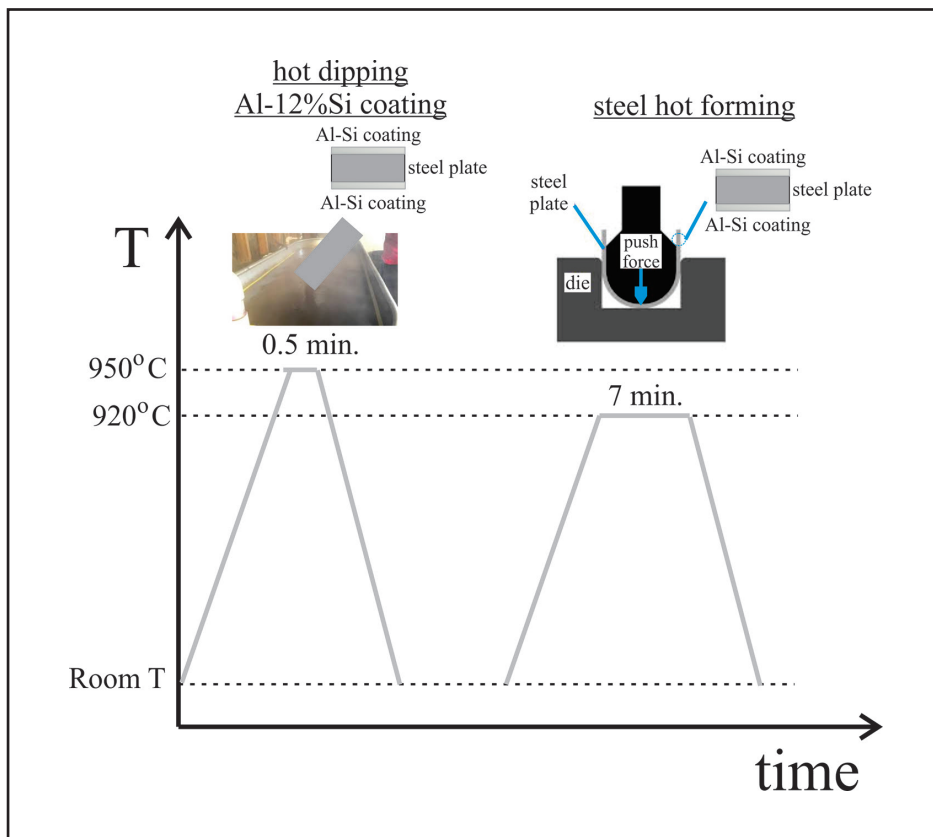 hot dipping
Al-12%Si coating
Al-Si coating
steel plate
Al-Si coating
steel hot forming
Al-Si coating
steel plate
Al-Si coating
steel
plate
push
force
die
T
0.5 min.
950°C
7 min.
920°C
Room T
time